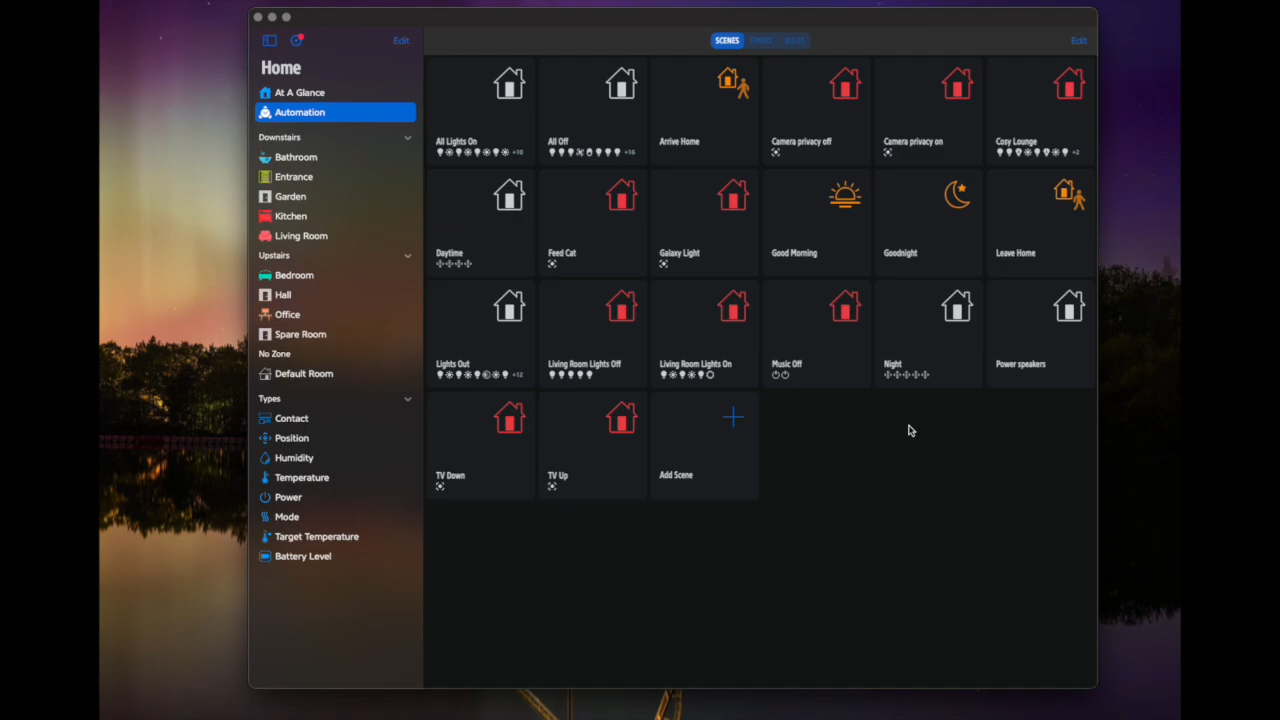 Edit
SCENES
Edit
Home
At A Glance
Automation
Downstairs
Bathroom
Entrance
Garden
Kitchen
Living Room
Upstairs
Bedroom
Hall
Office
Spare Room
No Zone
Default Room
Types
Contact
Position
Humidity
Temperature
Power
Mode
Target Temperature
Battery Level
All Lights On
+10
All Off
+16
Arrive Home
Camera privacy off
Camera privacy on
Cosy Lounge
+2
Daytime
Feed Cat
Galaxy Light
Good Morning
Goodnight
Leave Home
Lights Out
+12
Living Room Lights Off
Living Room Lights On
Music Off
Night
Power speakers
TV Down
TV Up
Add Scene